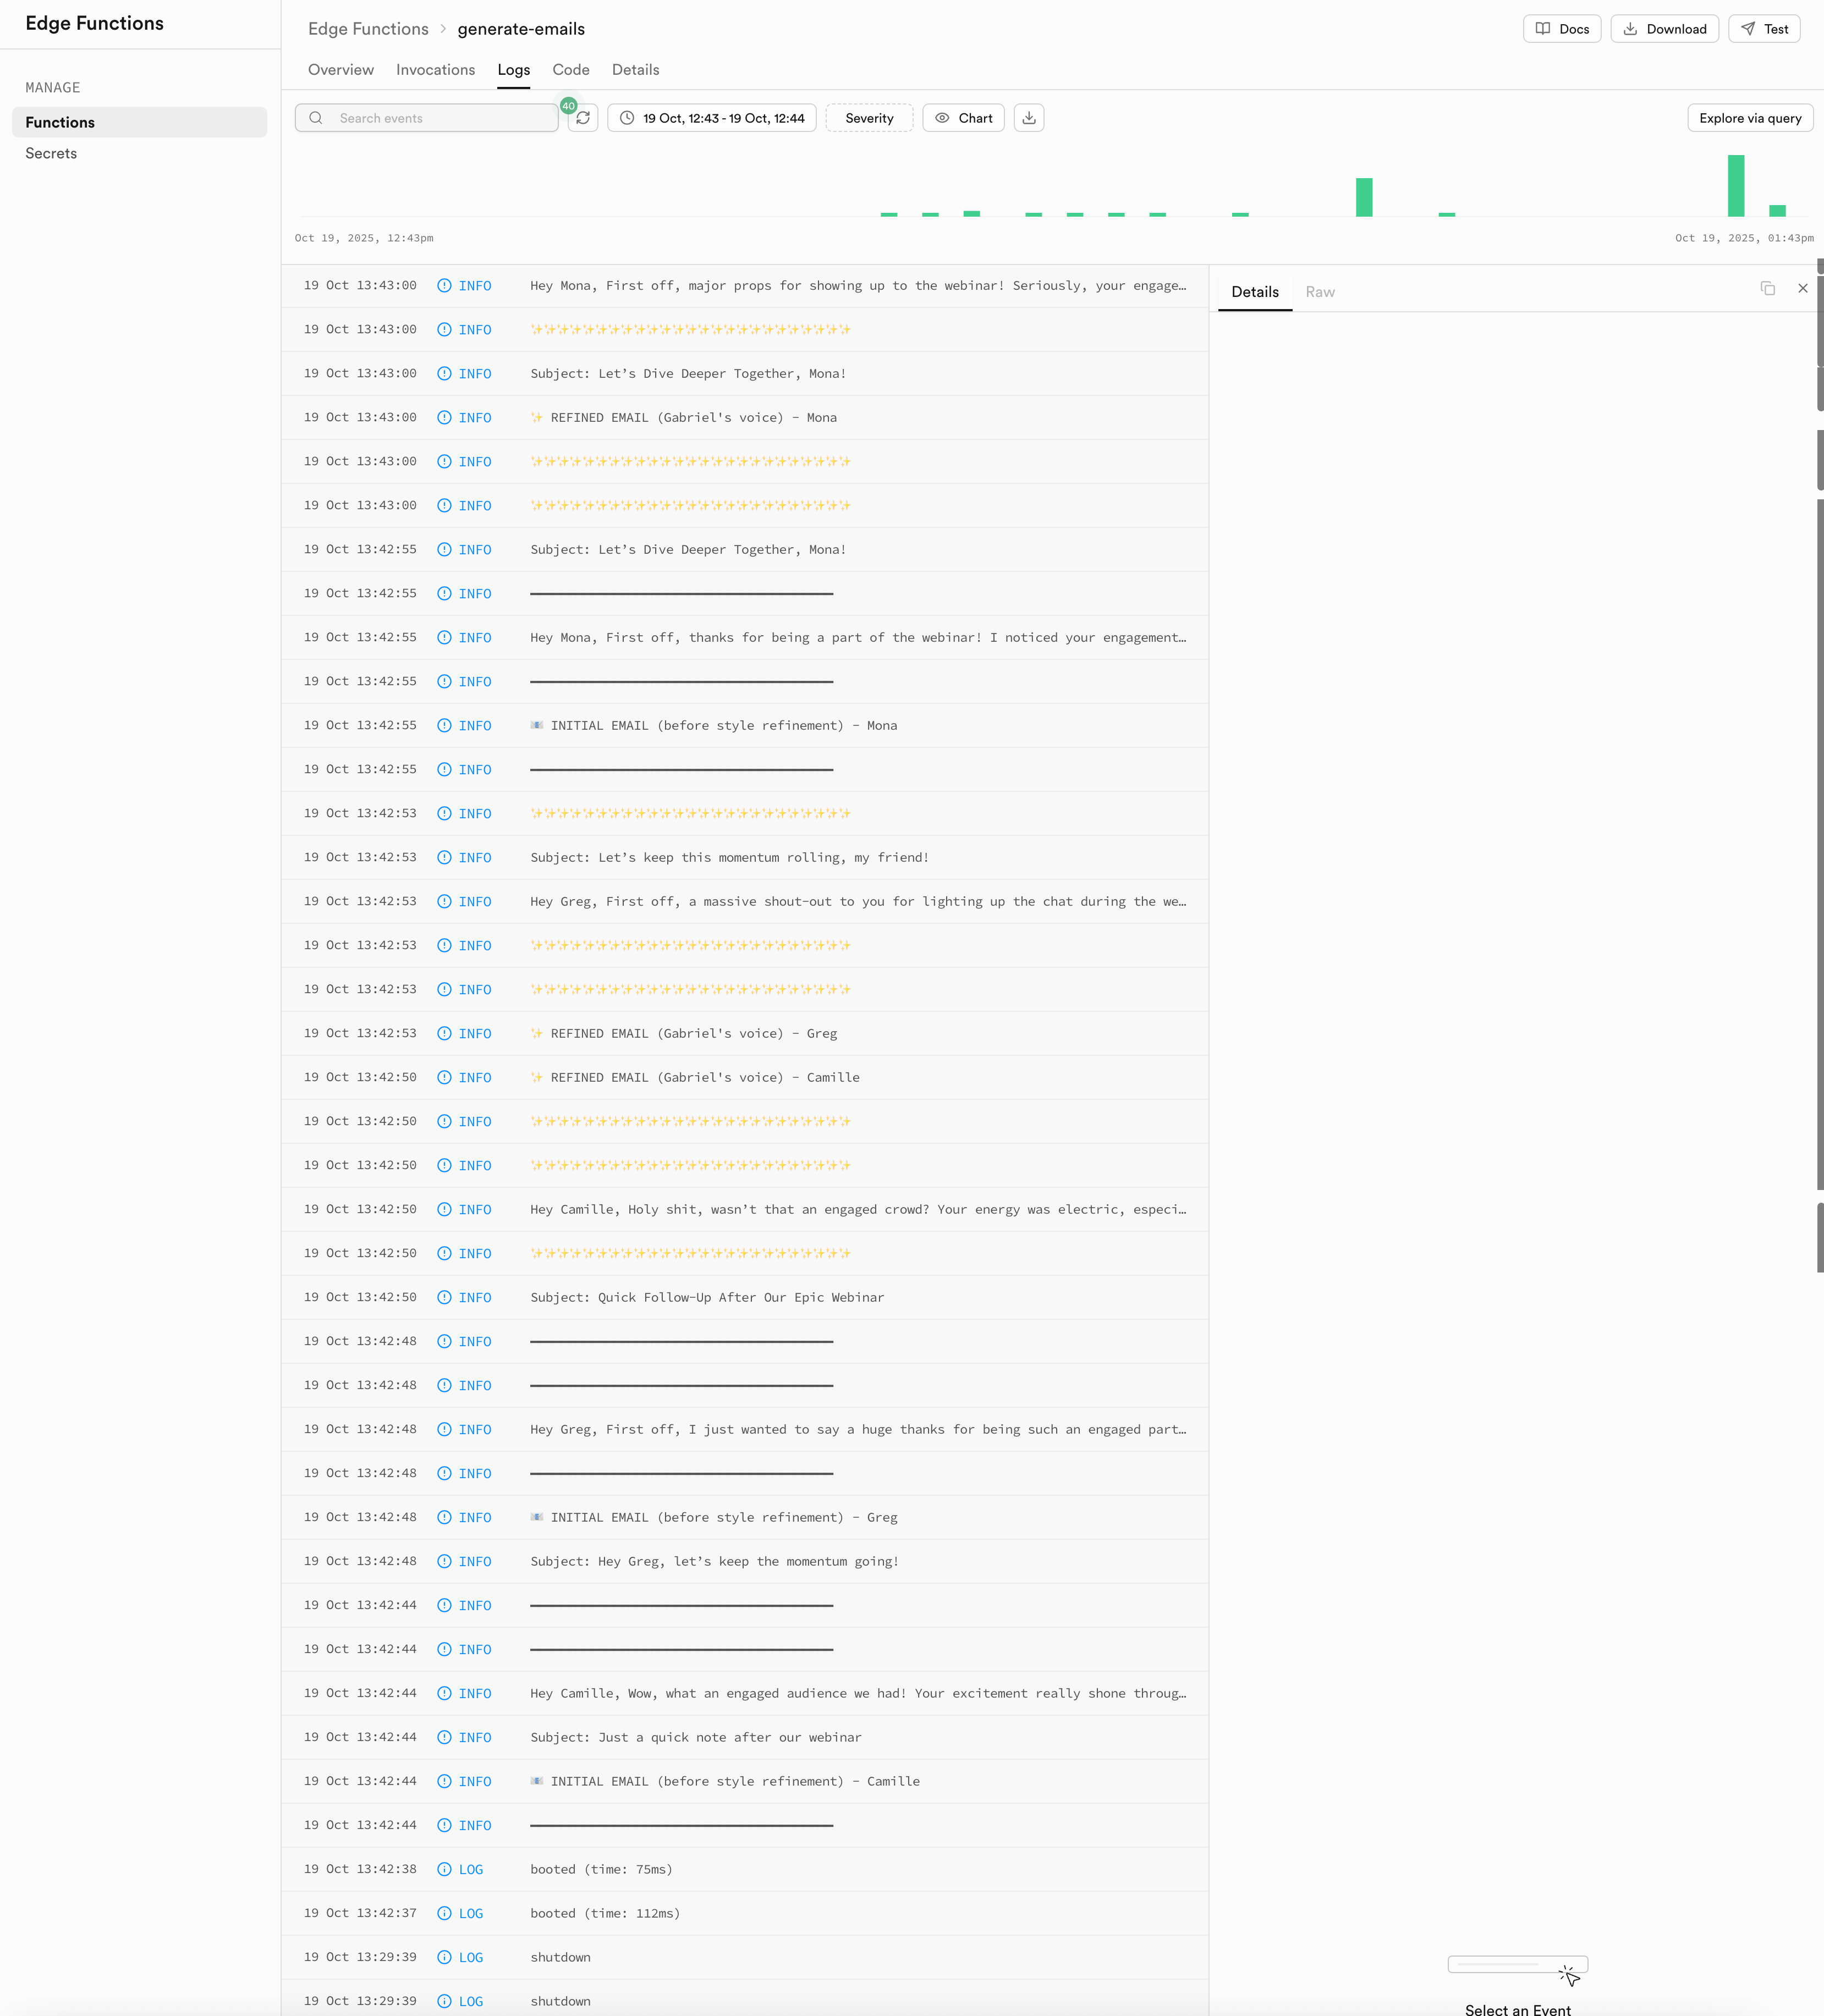 Edge Functions
MANAGE
Functions
Secrets
Edge Functions > generate-emails
Docs
Download
Test
Overview Invocations Logs Code Details
Search events
40
19 Oct, 12:43 - 19 Oct, 12:44
Severity
Chart
Explore via query
Oct 19, 2025, 12:43pm
Oct 19, 2025, 01:43pm
Details Raw
19 Oct 13:43:00 INFO Hey Mona, First off, major props for showing up to the webinar! Seriously, your engage…
19 Oct 13:43:00 INFO ✨✨✨✨✨✨✨✨✨✨✨✨✨✨✨✨✨✨✨✨✨✨✨✨✨
19 Oct 13:43:00 INFO Subject: Let’s Dive Deeper Together, Mona!
19 Oct 13:43:00 INFO ✨ REFINED EMAIL (Gabriel's voice) - Mona
19 Oct 13:43:00 INFO ✨✨✨✨✨✨✨✨✨✨✨✨✨✨✨✨✨✨✨✨✨✨✨✨✨
19 Oct 13:43:00 INFO ✨✨✨✨✨✨✨✨✨✨✨✨✨✨✨✨✨✨✨✨✨✨✨✨✨
19 Oct 13:42:55 INFO Subject: Let’s Dive Deeper Together, Mona!
19 Oct 13:42:55 INFO ━━━━━━━━━━━━━━━━━━━━━━━━━━━━━━━━━━━━━━━━
19 Oct 13:42:55 INFO Hey Mona, First off, thanks for being a part of the webinar! I noticed your engagement…
19 Oct 13:42:55 INFO ━━━━━━━━━━━━━━━━━━━━━━━━━━━━━━━━━━━━━━━━
19 Oct 13:42:55 INFO 📧 INITIAL EMAIL (before style refinement) - Mona
19 Oct 13:42:55 INFO ━━━━━━━━━━━━━━━━━━━━━━━━━━━━━━━━━━━━━━━━
19 Oct 13:42:53 INFO ✨✨✨✨✨✨✨✨✨✨✨✨✨✨✨✨✨✨✨✨✨✨✨✨✨
19 Oct 13:42:53 INFO Subject: Let’s keep this momentum rolling, my friend!
19 Oct 13:42:53 INFO Hey Greg, First off, a massive shout-out to you for lighting up the chat during the we…
19 Oct 13:42:53 INFO ✨✨✨✨✨✨✨✨✨✨✨✨✨✨✨✨✨✨✨✨✨✨✨✨✨
19 Oct 13:42:53 INFO ✨✨✨✨✨✨✨✨✨✨✨✨✨✨✨✨✨✨✨✨✨✨✨✨✨
19 Oct 13:42:53 INFO ✨ REFINED EMAIL (Gabriel's voice) - Greg
19 Oct 13:42:50 INFO ✨ REFINED EMAIL (Gabriel's voice) - Camille
19 Oct 13:42:50 INFO ✨✨✨✨✨✨✨✨✨✨✨✨✨✨✨✨✨✨✨✨✨✨✨✨✨
19 Oct 13:42:50 INFO ✨✨✨✨✨✨✨✨✨✨✨✨✨✨✨✨✨✨✨✨✨✨✨✨✨
19 Oct 13:42:50 INFO Hey Camille, Holy shit, wasn’t that an engaged crowd? Your energy was electric, especi…
19 Oct 13:42:50 INFO ✨✨✨✨✨✨✨✨✨✨✨✨✨✨✨✨✨✨✨✨✨✨✨✨✨
19 Oct 13:42:50 INFO Subject: Quick Follow-Up After Our Epic Webinar
19 Oct 13:42:48 INFO ━━━━━━━━━━━━━━━━━━━━━━━━━━━━━━━━━━━━━━━━
19 Oct 13:42:48 INFO ━━━━━━━━━━━━━━━━━━━━━━━━━━━━━━━━━━━━━━━━
19 Oct 13:42:48 INFO Hey Greg, First off, I just wanted to say a huge thanks for being such an engaged part…
19 Oct 13:42:48 INFO ━━━━━━━━━━━━━━━━━━━━━━━━━━━━━━━━━━━━━━━━
19 Oct 13:42:48 INFO 📧 INITIAL EMAIL (before style refinement) - Greg
19 Oct 13:42:48 INFO Subject: Hey Greg, let’s keep the momentum going!
19 Oct 13:42:44 INFO ━━━━━━━━━━━━━━━━━━━━━━━━━━━━━━━━━━━━━━━━
19 Oct 13:42:44 INFO ━━━━━━━━━━━━━━━━━━━━━━━━━━━━━━━━━━━━━━━━
19 Oct 13:42:44 INFO Hey Camille, Wow, what an engaged audience we had! Your excitement really shone throug…
19 Oct 13:42:44 INFO Subject: Just a quick note after our webinar
19 Oct 13:42:44 INFO 📧 INITIAL EMAIL (before style refinement) - Camille
19 Oct 13:42:44 INFO ━━━━━━━━━━━━━━━━━━━━━━━━━━━━━━━━━━━━━━━━
19 Oct 13:42:38 LOG booted (time: 75ms)
19 Oct 13:42:37 LOG booted (time: 112ms)
19 Oct 13:29:39 LOG shutdown
19 Oct 13:29:39 LOG shutdown
Select an Event